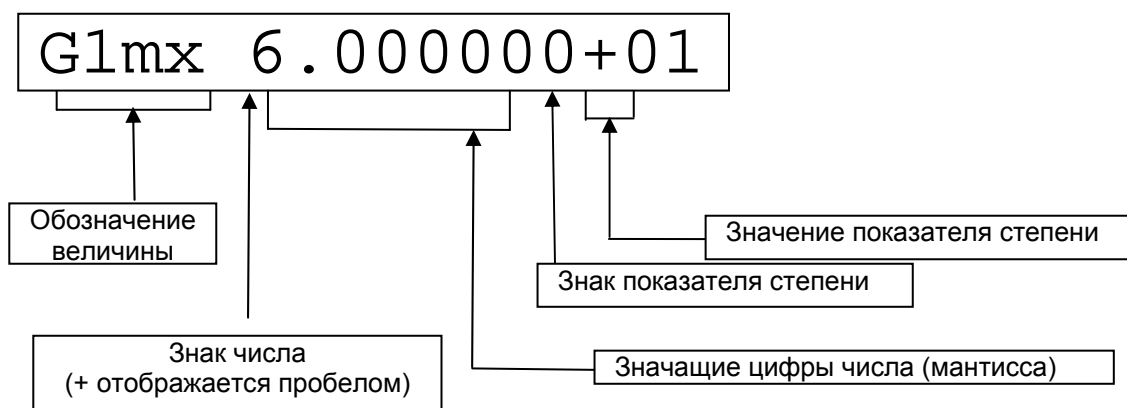 G1mx 6.000000+01
Обозначение
величины
Значение показателя степени
Знак показателя степени
Знак числа
(+ отображается пробелом)
Значащие цифры числа (мантисса)